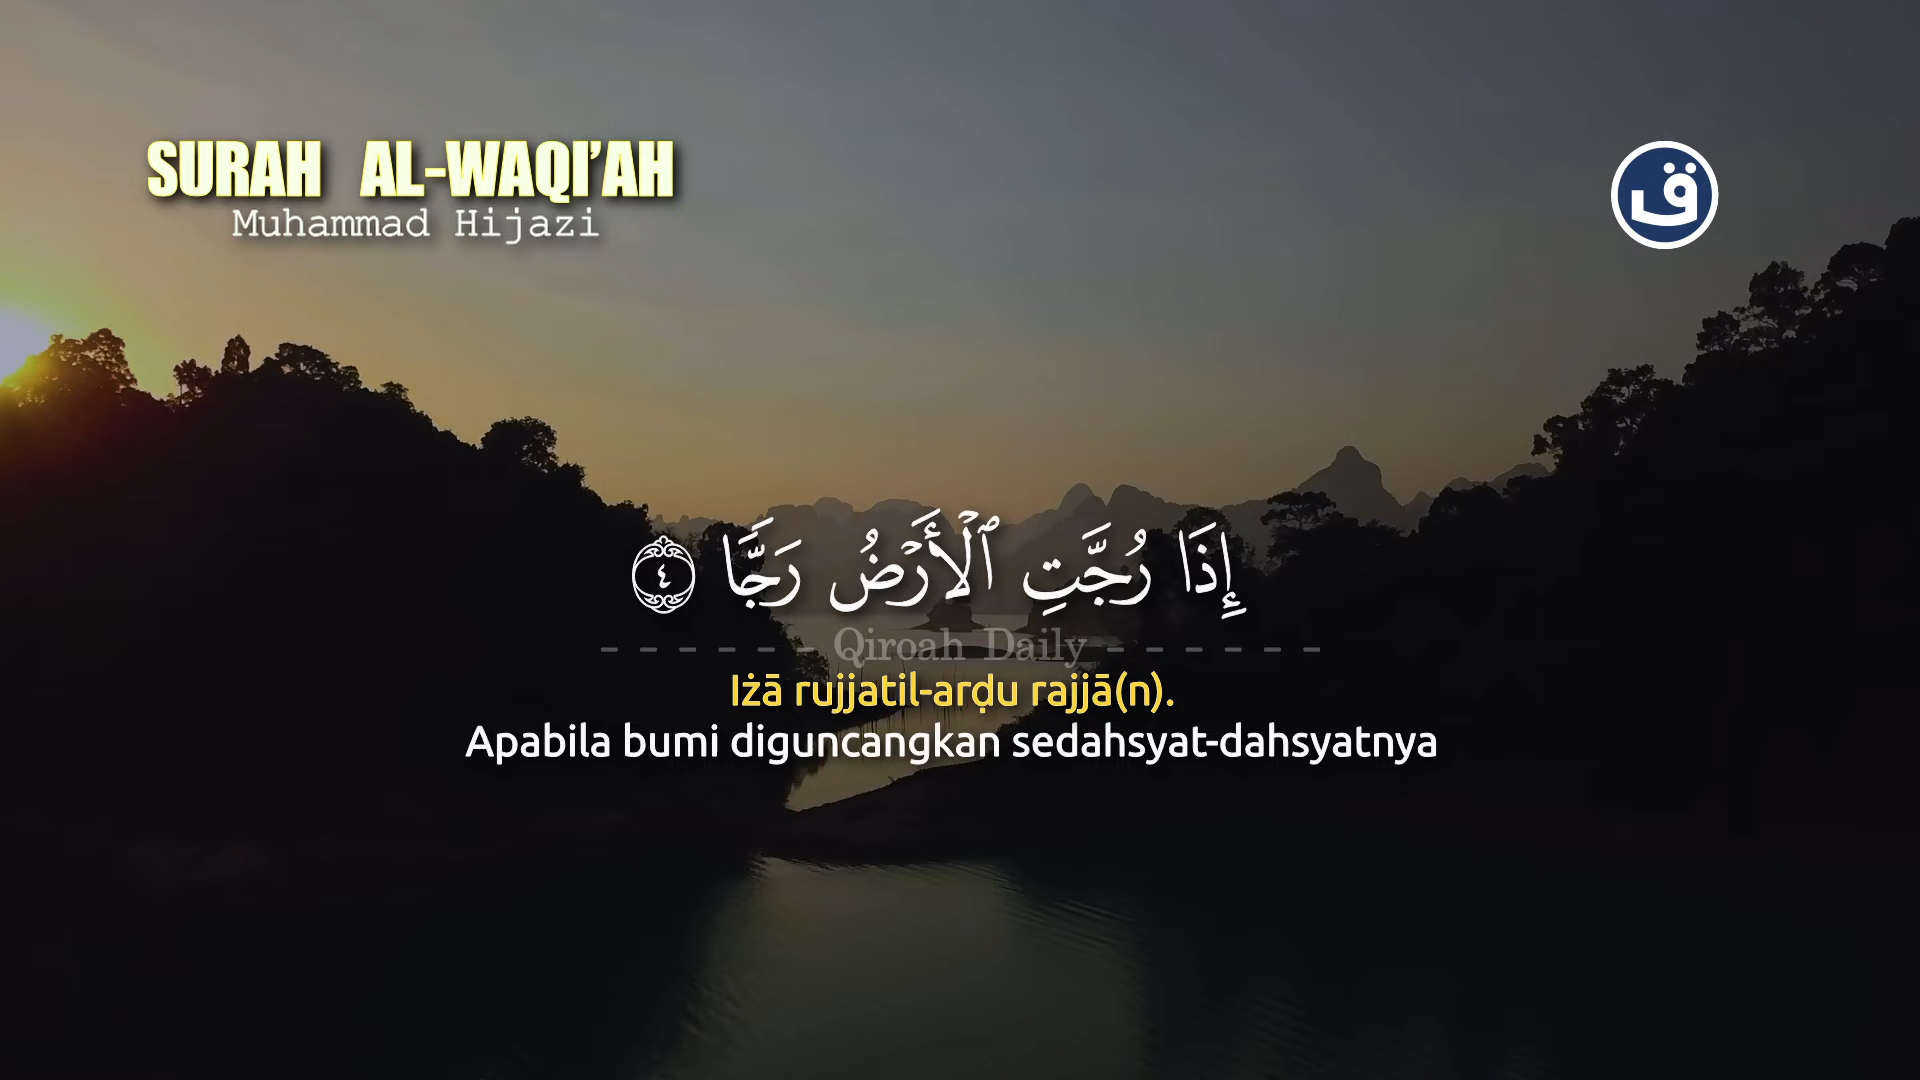 SURAH AL-WAQI’AH
Muhammad Hijazi
ق
إِذَا رُجَّتِ ٱلْأَرْضُ رَجًّا ٤
Qiroah Daily
Iżā rujjatil-arḍu rajjā(n).
Apabila bumi diguncangkan sedahsyat-dahsyatnya